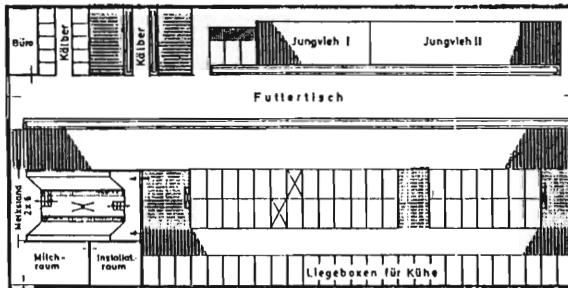 Büro
Kälber
Kälber
Jungvieh I
Jungvieh II
Futtertisch
Melkstand
2x6
Milch-
raum
Installat.
raum
Liegeboxen für Kühe